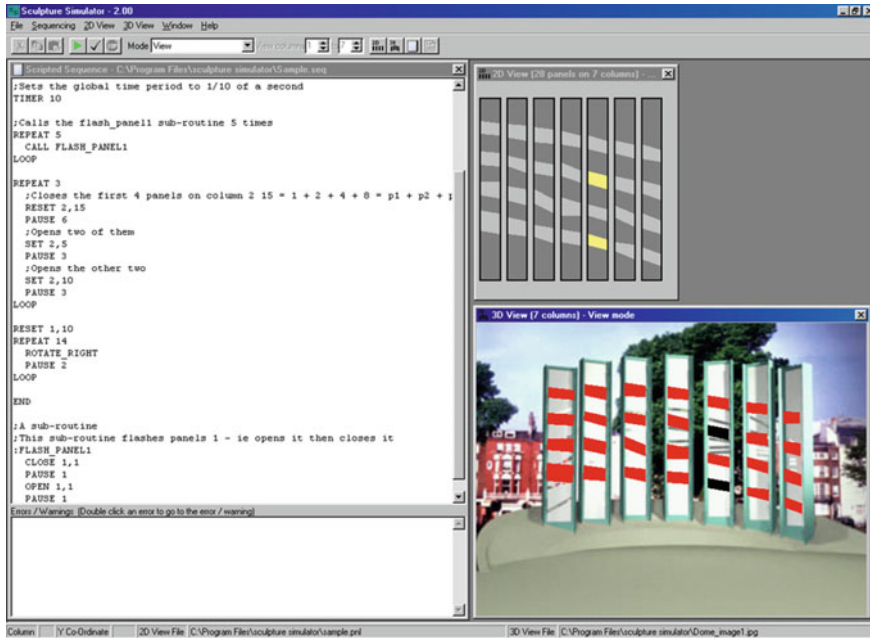 Sculpture Simulator - 2.00
File Sequencing 2D View 3D View Window Help
Mode View View columns 1 to 7
Scripted Sequence - C:\Program Files\sculpture simulator\Sample.seq
;Sets the global time period to 1/10 of a second
TIMER 10
;Calls the flash_panel1 sub-routine 5 times
REPEAT 5
CALL FLASH_PANEL1
LOOP
REPEAT 3
;Closes the first 4 panels on column 2 15 = 1 + 2 + 4 + 8 = p1 + p2 + p
RESET 2,15
PAUSE 6
;Opens two of them
SET 2,5
PAUSE 3
;Opens the other two
SET 2,10
PAUSE 3
LOOP
RESET 1,10
REPEAT 14
ROTATE_RIGHT
PAUSE 2
LOOP
END
;A sub-routine
;This sub-routine flashes panels 1 - ie opens it then closes it
:FLASH_PANEL1
CLOSE 1,1
PAUSE 1
OPEN 1,1
PAUSE 1
Errors / Warnings (Double click an error to go to the error / warning)
2D View (28 panels on 7 columns) - ...
3D View (7 columns) - View mode
Column Y Co-Ordinate 2D View File C:\Program Files\sculpture simulator\sample.pnl 3D View File C:\Program Files\sculpture simulator\Dome_image1.jpg